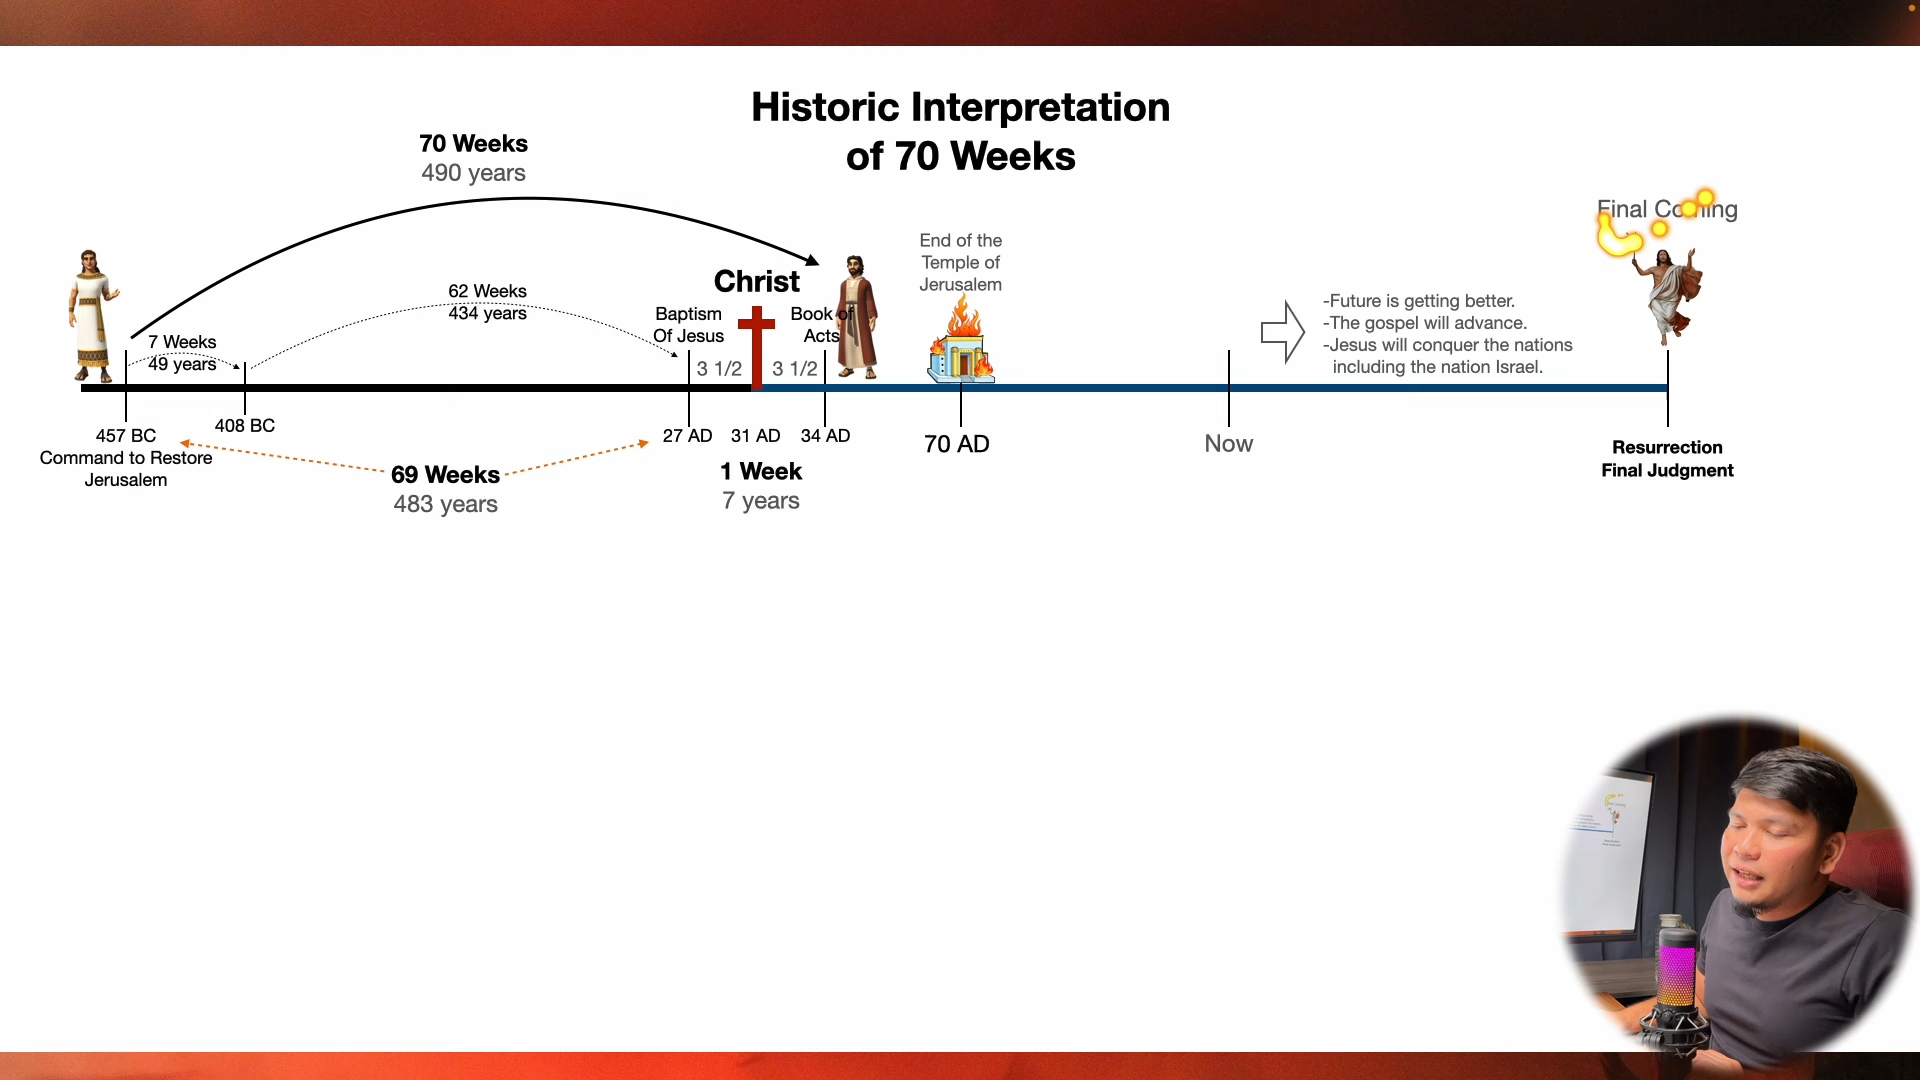 Historic Interpretation
of 70 Weeks
70 Weeks
490 years
Final Coming
End of the
Temple of
Jerusalem
Christ
62 Weeks
434 years
Baptism
Of Jesus
Book of
Acts
7 Weeks
49 years
3 1/2
3 1/2
-Future is getting better.
-The gospel will advance.
-Jesus will conquer the nations
including the nation Israel.
457 BC
Command to Restore
Jerusalem
408 BC
27 AD
31 AD
34 AD
70 AD
Now
Resurrection
Final Judgment
69 Weeks
483 years
1 Week
7 years